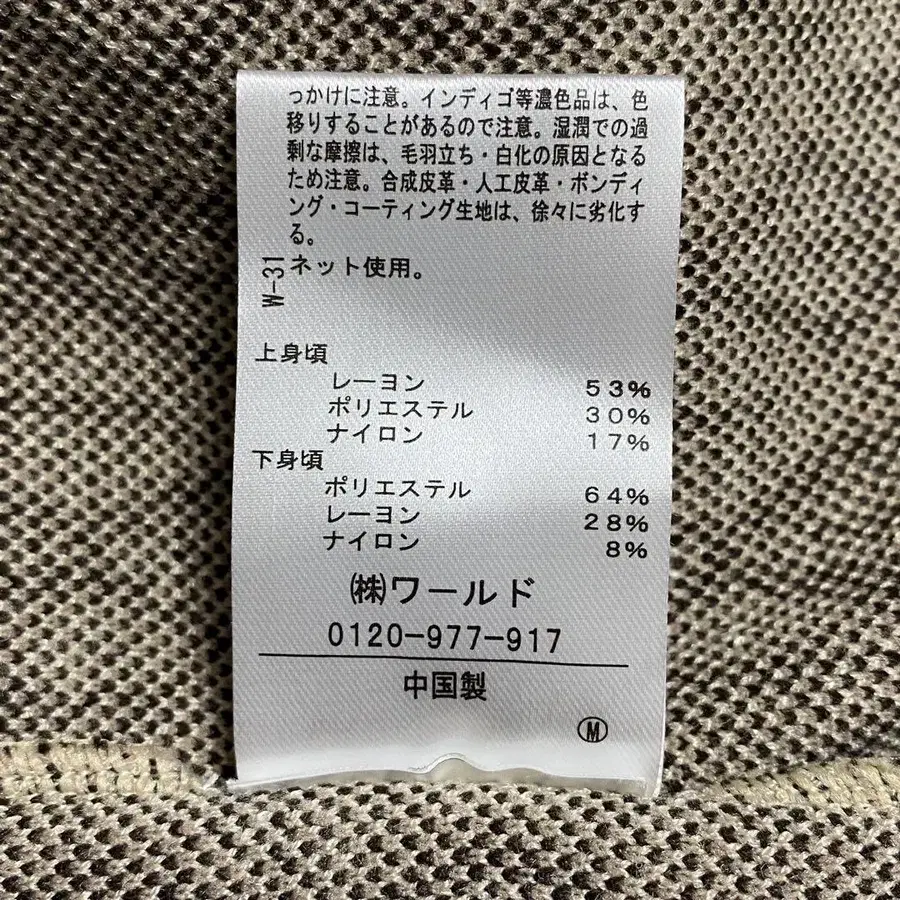 っかけに注意。インディゴ等濃色品は、色
移りすることがあるので注意。湿潤での過
剰な摩擦は、毛羽立ち・白化の原因となる
ため注意。合成皮革・人工皮革・ボンディ
ング・コーティング生地は、徐々に劣化す
る。
ネット使用。
W-31
上身頃
レーヨン 53%
ポリエステル 30%
ナイロン 17%
下身頃
ポリエステル 64%
レーヨン 28%
ナイロン 8%
㈱ワールド
0120-977-917
中国製
Ⓜ